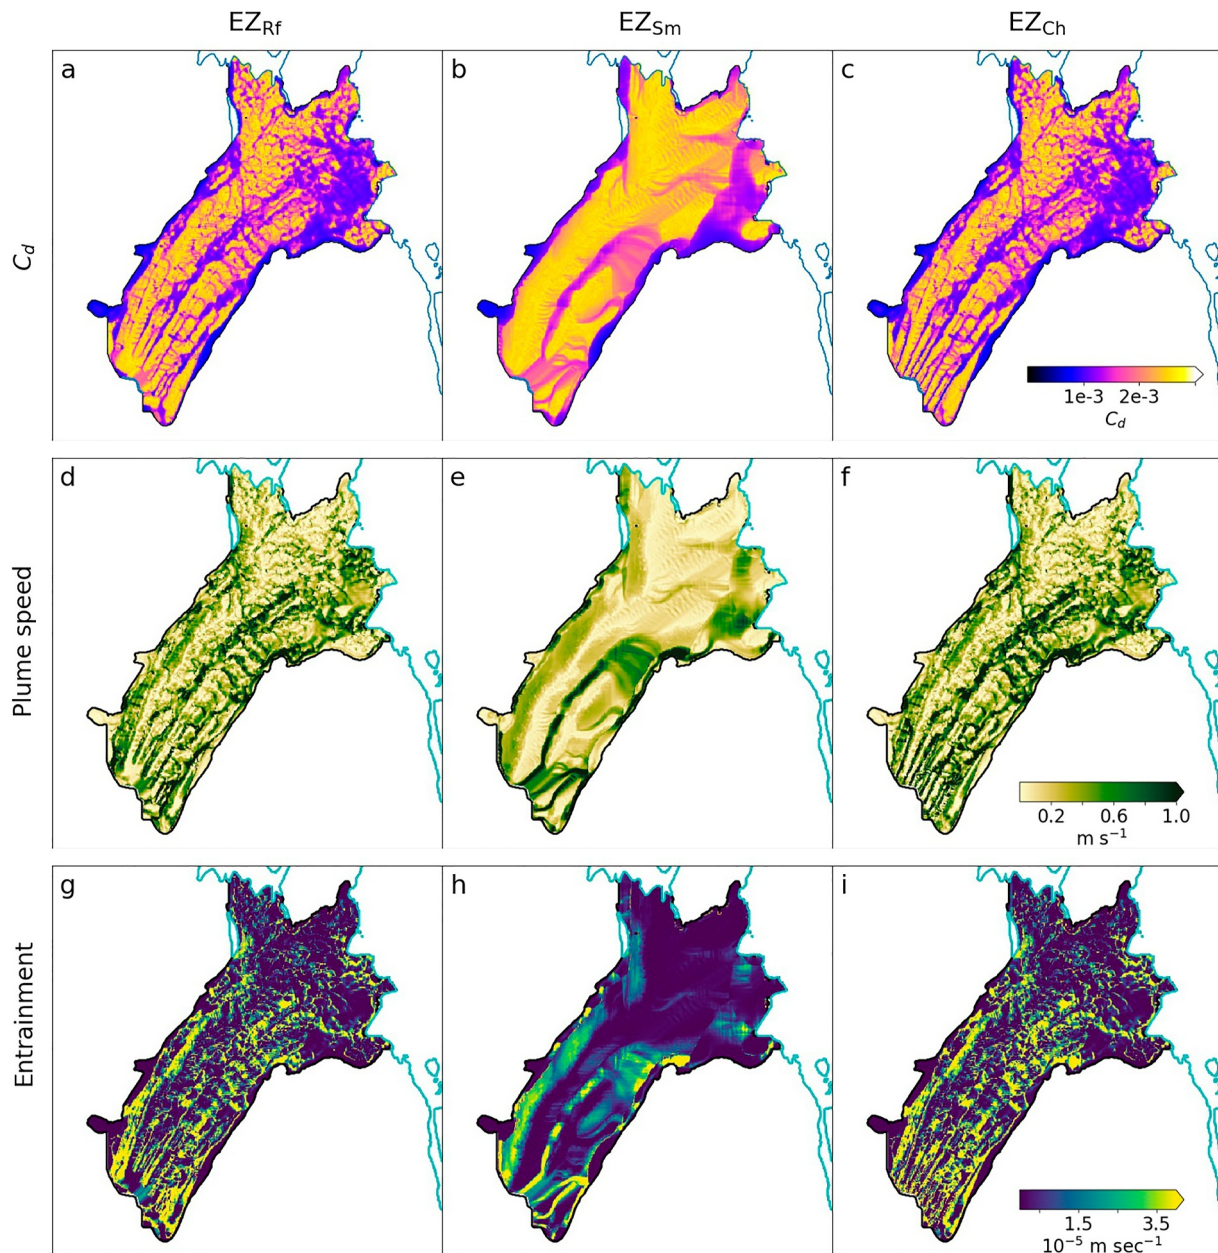 EZRf EZSm EZCh
a b c
Cd
1e-3 2e-3
Cd
d e f
Plume speed
0.2 0.6 1.0
m s⁻¹
g h i
Entrainment
1.5 3.5
10⁻⁵ m sec⁻¹